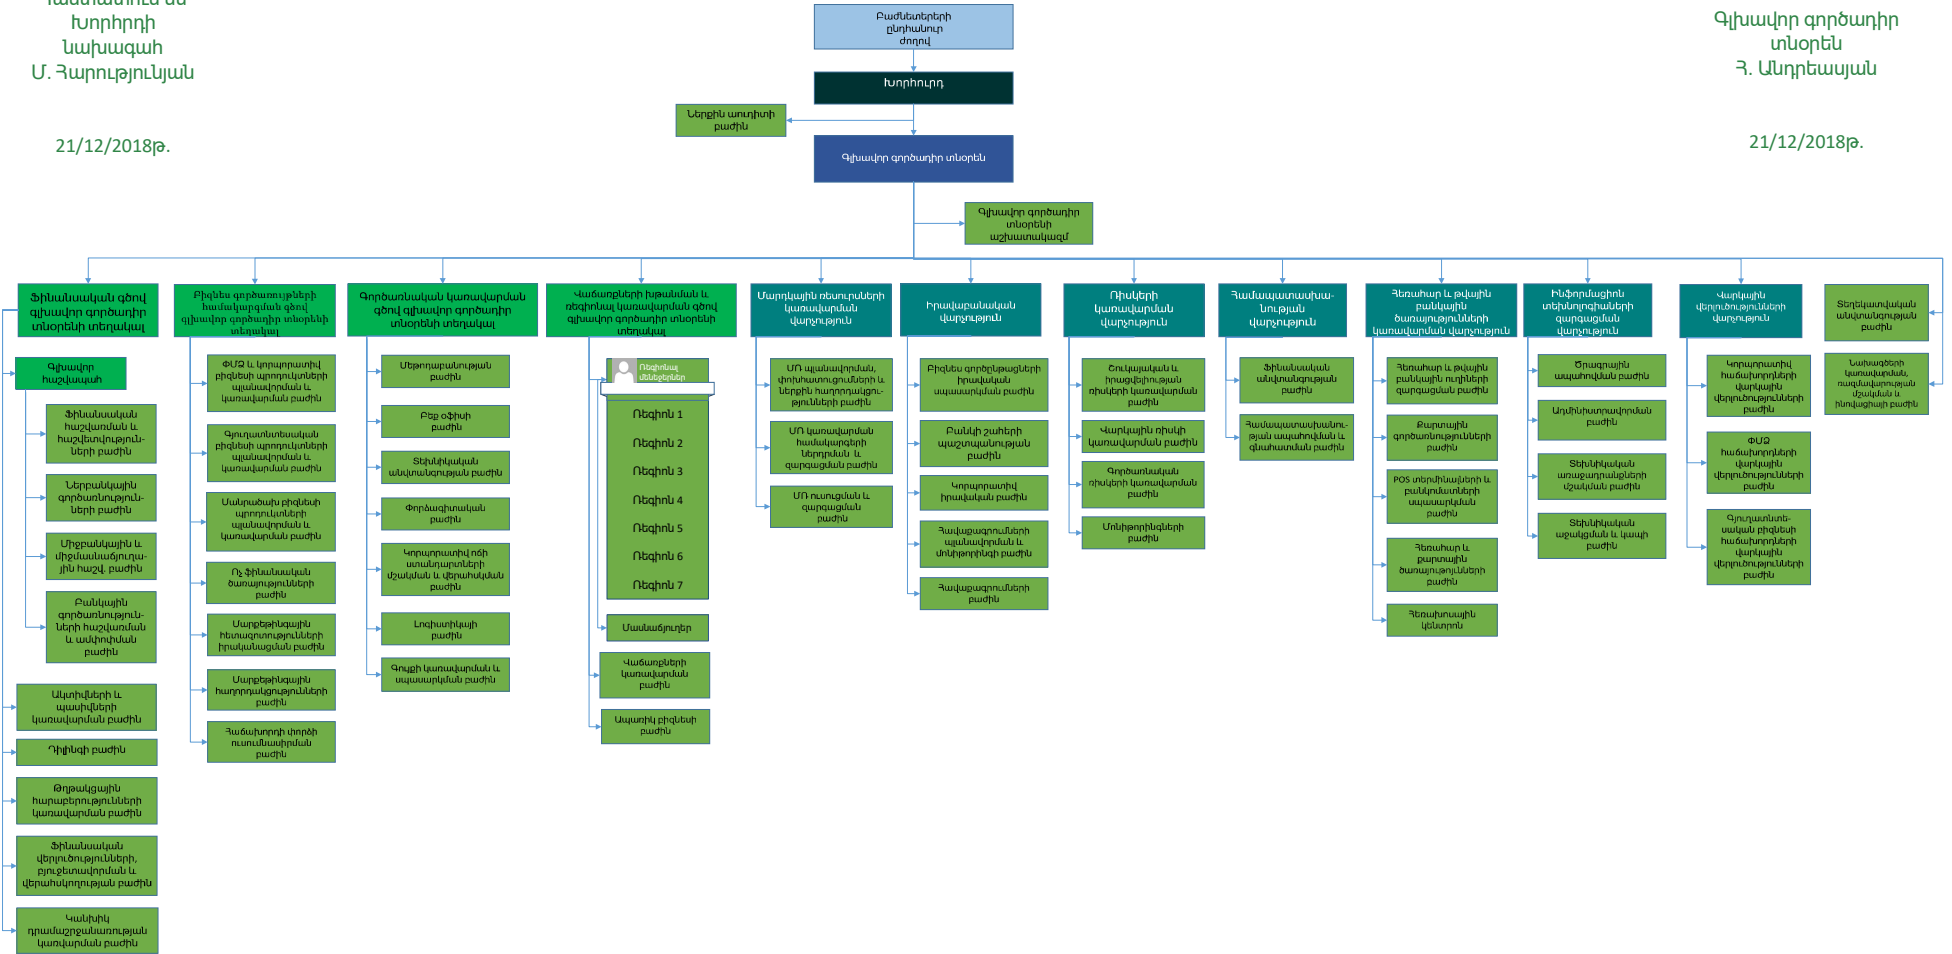 Խորհրդի
նախագահ
Մ. Հարությունյան
21/12/2018թ.
Գլխավոր գործադիր
տնօրեն
Հ. Անդրեասյան
21/12/2018թ.
Բաժնետերերի
ընդհանուր
ժողով
Խորհուրդ
Ներքին աուդիտի
բաժին
Գլխավոր գործադիր տնօրեն
Գլխավոր գործադիր
տնօրենի
աշխատակազմ
Ֆինանսական գծով
գլխավոր գործադիր
տնօրենի տեղակալ
Գլխավոր
հաշվապահ
Ֆինանսական
հաշվառման և
հաշվետվություն-
ների բաժին
Ներբանկային
գործառնություն-
ների բաժին
Միջբանկային և
միջմասնաճյուղա-
յին հաշվ. բաժին
Բանկային
գործառնություն-
ների հաշվառման
և ամփոփման
բաժին
Ակտիվների և
պասիվների
կառավարման բաժին
Դիլինգի բաժին
Թղթակցային
հարաբերությունների
կառավարման բաժին
Ֆինանսական
վերլուծությունների,
բյուջետավորման և
վերահսկողության բաժին
Կանխիկ
դրամաշրջանառության
կառվարման բաժին
Բիզնես գործառույթների
համակարգման գծով
գլխավոր գործադիր տնօրենի
տեղակալ
ՓՄՁ և կորպորատիվ
բիզնեսի պրոդուկտների
պլանավորման և
կառավարման բաժին
Գյուղատնտեսական
բիզնեսի պրոդուկտների
պլանավորման և
կառավարման բաժին
Մանրածախ բիզնեսի
պրոդուկտների
պլանավորման և
կառավարման բաժին
Ոչ ֆինանսական
ծառայությունների
բաժին
Մարքեթինգային
հետազոտությունների
իրականացման բաժին
Մարքեթինգային
հաղորդակցությունների
բաժին
Հաճախորդի փորձի
ուսումնասիրման
բաժին
Գործառնական կառավարման
գծով գլխավոր գործադիր
տնօրենի տեղակալ
Մեթոդաբանության
բաժին
Բեք օֆիսի
բաժին
Տեխնիկական
անվտանգության բաժին
Փորձագիտական
բաժին
Կորպորատիվ ոճի
ստանդարտների
մշակման և վերահսկման
բաժին
Լոգիստիկայի
բաժին
Գույքի կառավարման և
սպասարկման բաժին
Վաճառքների խթանման և
ռեգիոնալ կառավարման գծով
գլխավոր գործադիր տնօրենի
տեղակալ
Ռեգիոնալ
մենեջերներ
Ռեգիոն 1
Ռեգիոն 2
Ռեգիոն 3
Ռեգիոն 4
Ռեգիոն 5
Ռեգիոն 6
Ռեգիոն 7
Մասնաճյուղեր
Վաճառքների
կառավարման
բաժին
Ապառիկ բիզնեսի
բաժին
Մարդկային ռեսուրսների
կառավարման
վարչություն
ՄՌ պլանավորման,
փոխհատուցումների և
ներքին հաղորդակցու-
թյունների բաժին
ՄՌ կառավարման
համակարգերի
ներդրման և
զարգացման բաժին
ՄՌ ուսուցման և
զարգացման
բաժին
Իրավաբանական
վարչություն
Բիզնես գործընթացների
իրավական
սպասարկման բաժին
Բանկի շահերի
պաշտպանության
բաժին
Կորպորատիվ
իրավական բաժին
Հավաքագրումների
պլանավորման և
մոնիթորինգի բաժին
Հավաքագրումների
բաժին
Ռիսկերի
կառավարման
վարչություն
Շուկայական և
իրացվելիության
ռիսկերի կառավարման
բաժին
Վարկային ռիսկի
կառավարման բաժին
Գործառնական
ռիսկերի կառավարման
բաժին
Մոնիթորինգների
բաժին
Համապատասխա-
նության
վարչություն
Ֆինանսական
անվտանգության
բաժին
Համապատասխանու-
թյան ապահովման և
գնահատման բաժին
Հեռահար և թվային
բանկային
ծառայությունների
կառավարման վարչություն
Հեռահար և թվային
բանկային ուղիների
զարգացման բաժին
Քարտային
գործառնությունների
բաժին
POS տերմինալների և
բանկոմատների
սպասարկման
բաժին
Հեռահար և
քարտային
ծառայությունների
բաժին
Հեռախոսային
կենտրոն
Ինֆորմացիոն
տեխնոլոգիաների
զարգացման
վարչություն
Ծրագրային
ապահովման բաժին
Ադմինիստրավորման
բաժին
Տեխնիկական
առաջադրանքների
մշակման բաժին
Տեխնիկական
աջակցման և կապի
բաժին
Վարկային
վերլուծությունների
վարչություն
Կորպորատիվ
հաճախորդների
վարկային
վերլուծությունների
բաժին
ՓՄՁ
հաճախորդների
վարկային
վերլուծությունների
բաժին
Գյուղատնտե-
սական բիզնեսի
հաճախորդների
վարկային
վերլուծությունների
բաժին
Տեղեկատվական
անվտանգության
բաժին
Նախագծերի
կառավարման,
ռազմավարության
մշակման և
ինովացիայի բաժին